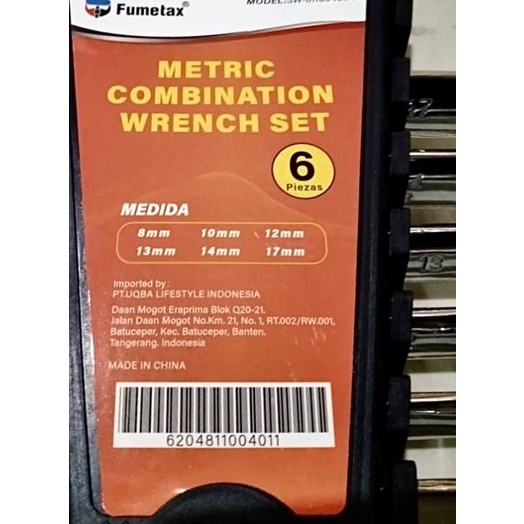 Fumetax®
METRIC
COMBINATION
WRENCH SET
6
Piezas
MEDIDA
8mm 10mm 12mm
13mm 14mm 17mm
Imported by:
PT.UQBA LIFESTYLE INDONESIA
Daan Mogot Eraprima Blok Q20-21.
Jalan Daan Mogot No.Km. 21, No. 1, RT.002/RW.001,
Batuceper, Kec. Batuceper, Banten.
Tangerang. Indonesia
MADE IN CHINA
6204811004011